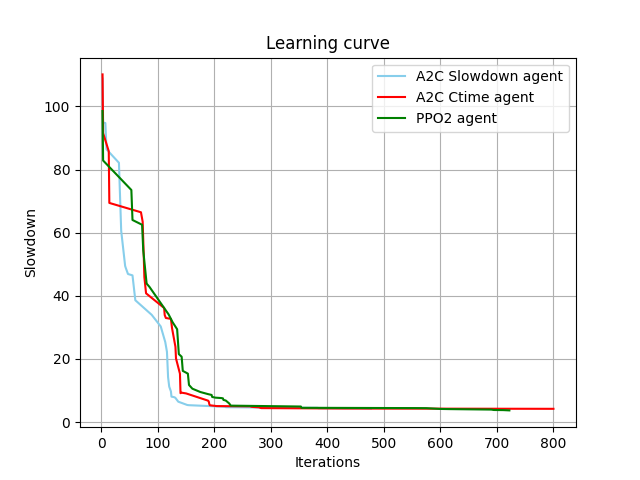 Learning curve
A2C Slowdown agent
A2C Ctime agent
PPO2 agent
Slowdown
100
80
60
40
20
0
0 100 200 300 400 500 600 700 800
Iterations